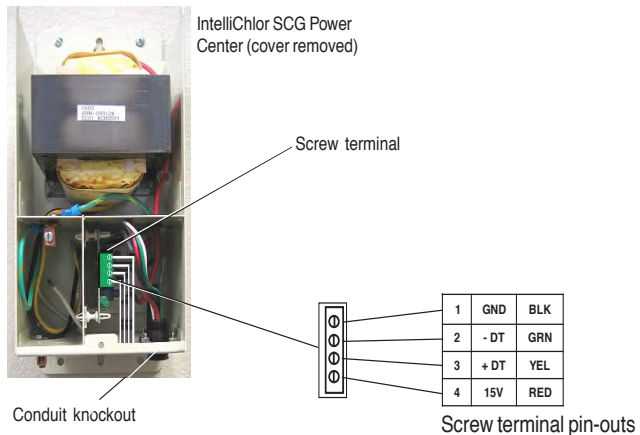 IntelliChlor SCG Power
Center (cover removed)
Screw terminal
1 GND BLK
2 - DT GRN
3 + DT YEL
4 15V RED
Conduit knockout
Screw terminal pin-outs